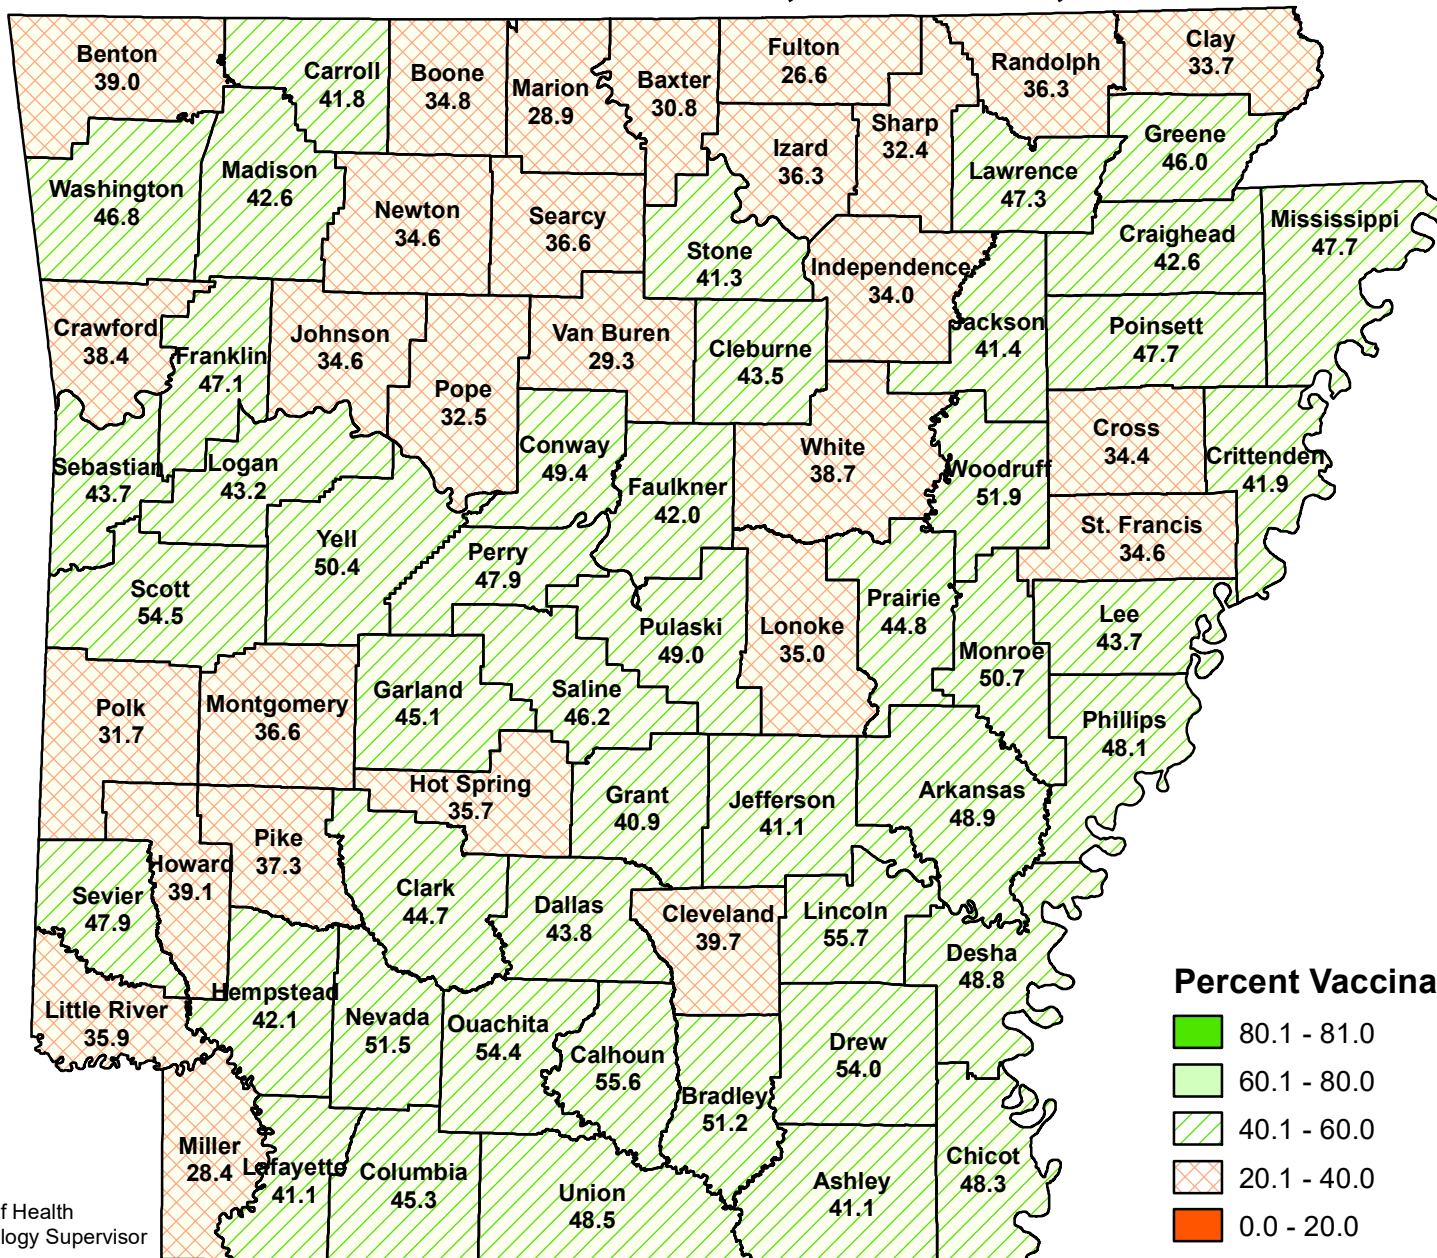 Benton
39.0
Carroll
41.8
Boone
34.8
Marion
28.9
Baxter
30.8
Fulton
26.6
Randolph
36.3
Clay
33.7
Sharp
32.4
Izard
36.3
Greene
46.0
Lawrence
47.3
Washington
46.8
Madison
42.6
Newton
34.6
Searcy
36.6
Stone
41.3
Independence
34.0
Craighead
42.6
Mississippi
47.7
Crawford
38.4
Franklin
47.1
Johnson
34.6
Pope
32.5
Van Buren
29.3
Cleburne
43.5
Jackson
41.4
Poinsett
47.7
Sebastian
43.7
Logan
43.2
Conway
49.4
Faulkner
42.0
White
38.7
Woodruff
51.9
Cross
34.4
Crittenden
41.9
Scott
54.5
Yell
50.4
Perry
47.9
St. Francis
34.6
Pulaski
49.0
Lonoke
35.0
Prairie
44.8
Monroe
50.7
Lee
43.7
Polk
31.7
Montgomery
36.6
Garland
45.1
Saline
46.2
Phillips
48.1
Hot Spring
35.7
Grant
40.9
Jefferson
41.1
Arkansas
48.9
Sevier
47.9
Howard
39.1
Pike
37.3
Clark
44.7
Dallas
43.8
Cleveland
39.7
Lincoln
55.7
Desha
48.8
Little River
35.9
Hempstead
42.1
Nevada
51.5
Ouachita
54.4
Calhoun
55.6
Bradley
51.2
Drew
54.0
Miller
28.4
Lafayette
41.1
Columbia
45.3
Union
48.5
Ashley
41.1
Chicot
48.3
Percent Vaccina
80.1 - 81.0
60.1 - 80.0
40.1 - 60.0
20.1 - 40.0
0.0 - 20.0
f Health
logy Supervisor